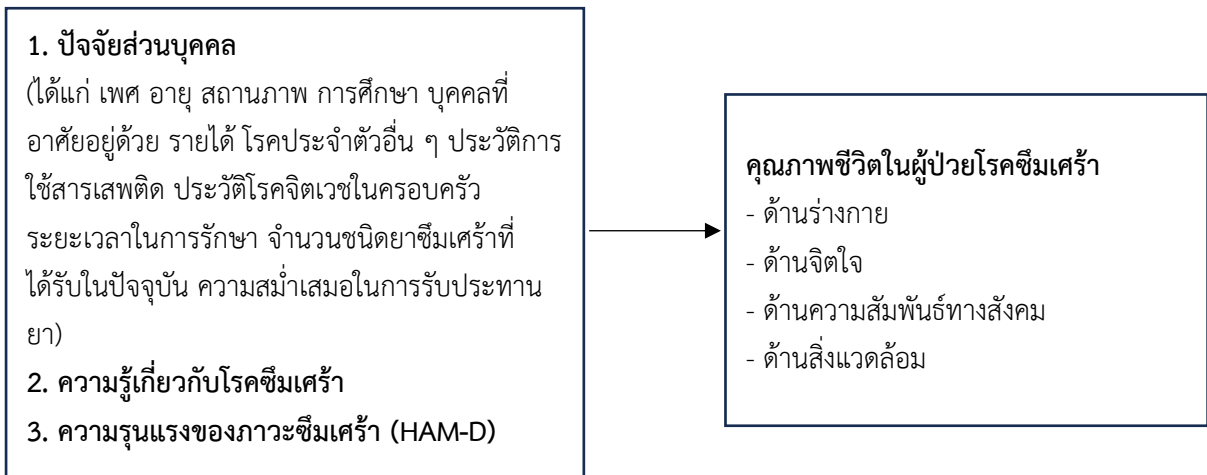 1. ปัจจัยส่วนบุคคล
(ได้แก่ เพศ อายุ สถานภาพ การศึกษา บุคคลที่
อาศัยอยู่ด้วย รายได้ โรคประจำตัวอื่น ๆ ประวัติการ
ใช้สารเสพติด ประวัติโรคจิตเวชในครอบครัว
ระยะเวลาในการรักษา จำนวนชนิดยาซึมเศร้าที่
ได้รับในปัจจุบัน ความสม่ำเสมอในการรับประทาน
ยา)
2. ความรู้เกี่ยวกับโรคซึมเศร้า
3. ความรุนแรงของภาวะซึมเศร้า (HAM-D)
คุณภาพชีวิตในผู้ป่วยโรคซึมเศร้า
- ด้านร่างกาย
- ด้านจิตใจ
- ด้านความสัมพันธ์ทางสังคม
- ด้านสิ่งแวดล้อม